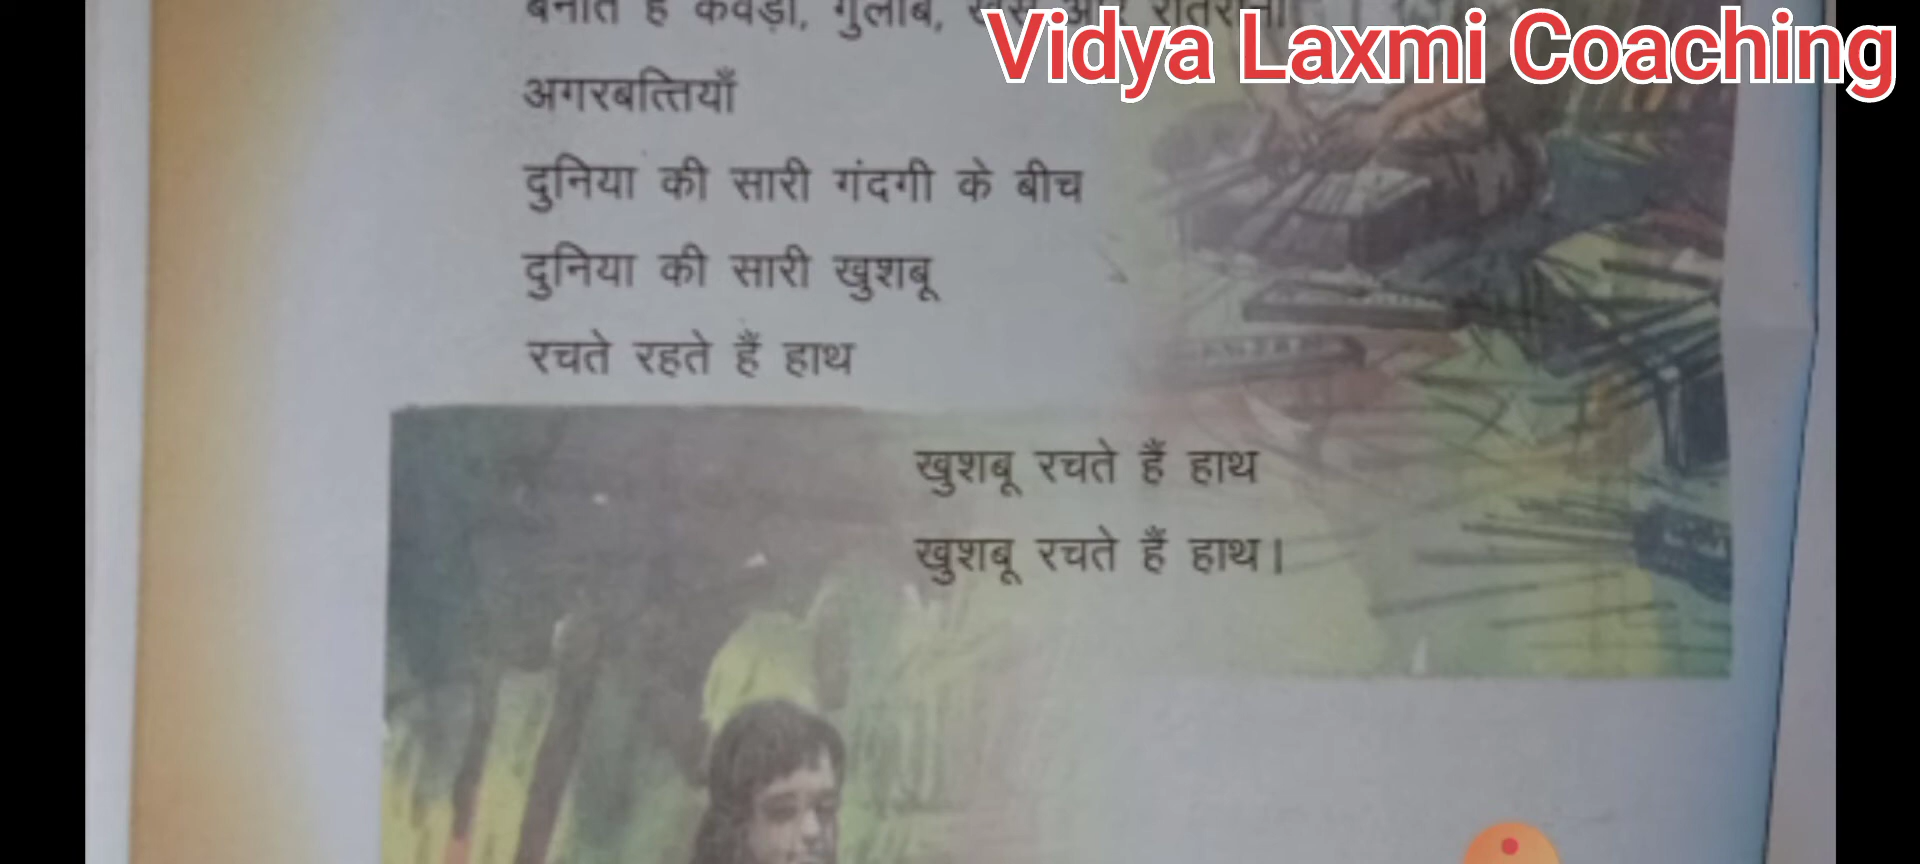 बनाते हैं केवड़ा, गुलाब,
Vidya Laxmi Coaching
अगरबत्तियाँ
दुनिया की सारी गंदगी के बीच
दुनिया की सारी खुशबू
रचते रहते हैं हाथ
खुशबू रचते हैं हाथ
खुशबू रचते हैं हाथ।